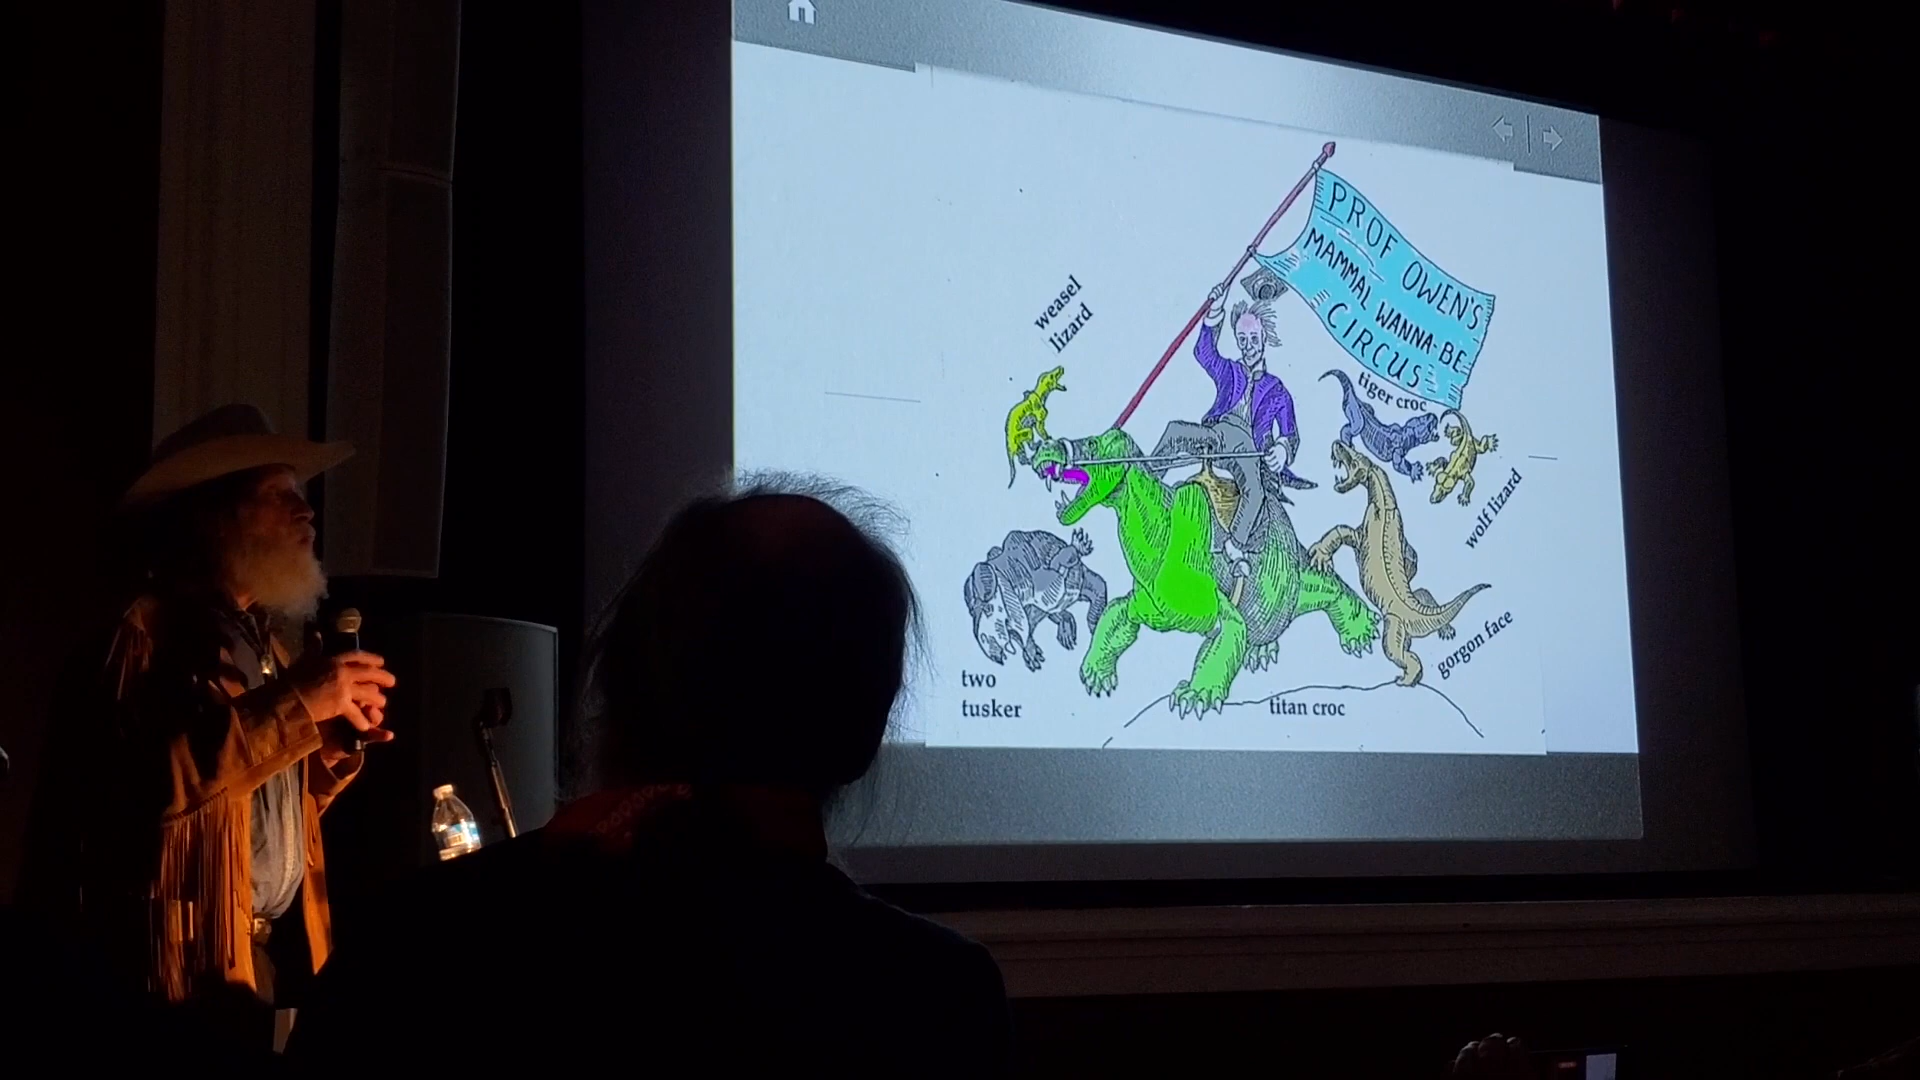 PROF OWEN'S
MAMMAL WANNA-BE
CIRCUS
weasel
lizard
tiger croc
wolf lizard
gorgon face
two
tusker
titan croc